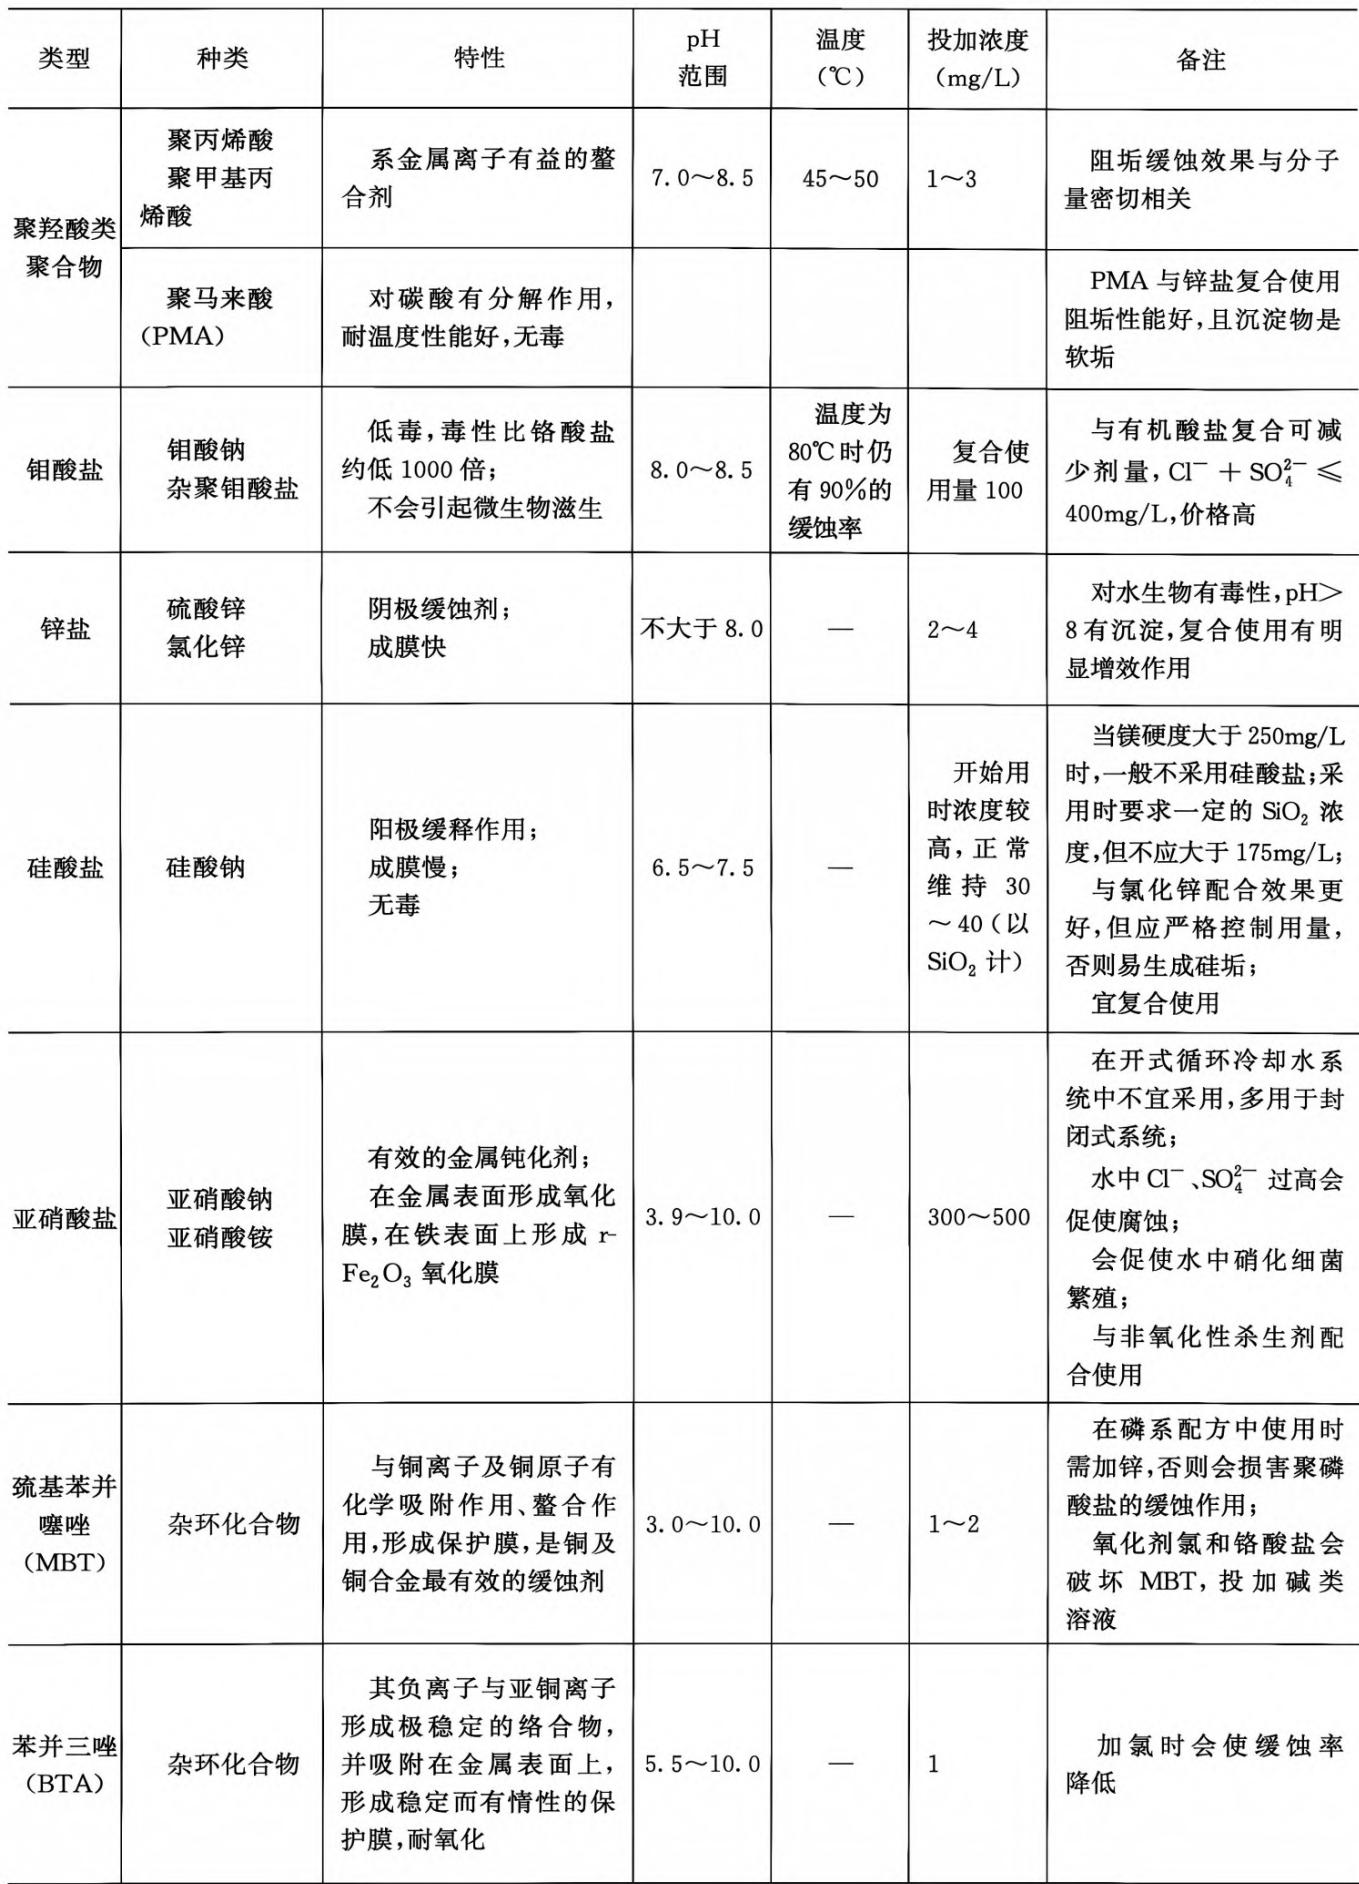 类型
种类
特性
pH
范围
温度
(℃)
投加浓度
(mg/L)
备注
聚羟酸类
聚合物
聚丙烯酸
聚甲基丙
烯酸
系金属离子有益的螯
合剂
7.0～8.5
45～50
1～3
阻垢缓蚀效果与分子
量密切相关
聚马来酸
(PMA)
对碳酸有分解作用，
耐温度性能好，无毒
PMA 与锌盐复合使用
阻垢性能好，且沉淀物是
软垢
钼酸盐
钼酸钠
杂聚钼酸盐
低毒，毒性比铬酸盐
约低 1000 倍；
不会引起微生物滋生
8.0～8.5
温度为
80℃时仍
有 90%的
缓蚀率
复合使
用量 100
与有机酸盐复合可减
少剂量，Cl⁻ + SO₄²⁻ ≤
400mg/L，价格高
锌盐
硫酸锌
氯化锌
阴极缓蚀剂；
成膜快
不大于 8.0
—
2～4
对水生物有毒性，pH＞
8 有沉淀，复合使用有明
显增效作用
硅酸盐
硅酸钠
阳极缓释作用；
成膜慢；
无毒
6.5～7.5
—
开始用
时浓度较
高，正常
维持 30
～40（以
SiO₂ 计）
当镁硬度大于 250mg/L
时，一般不采用硅酸盐；采
用时要求一定的 SiO₂ 浓
度，但不应大于 175mg/L；
与氯化锌配合效果更
好，但应严格控制用量，
否则易生成硅垢；
宜复合使用
亚硝酸盐
亚硝酸钠
亚硝酸铵
有效的金属钝化剂；
在金属表面形成氧化
膜，在铁表面上形成 r-
Fe₂O₃ 氧化膜
3.9～10.0
—
300～500
在开式循环冷却水系
统中不宜采用，多用于封
闭式系统；
水中 Cl⁻、SO₄²⁻ 过高会
促使腐蚀；
会促使水中硝化细菌
繁殖；
与非氧化性杀生剂配
合使用
巯基苯并
噻唑
(MBT)
杂环化合物
与铜离子及铜原子有
化学吸附作用、螯合作
用，形成保护膜，是铜及
铜合金最有效的缓蚀剂
3.0～10.0
—
1～2
在磷系配方中使用时
需加锌，否则会损害聚磷
酸盐的缓蚀作用；
氧化剂氯和铬酸盐会
破坏 MBT，投加碱类
溶液
苯并三唑
(BTA)
杂环化合物
其负离子与亚铜离子
形成极稳定的络合物，
并吸附在金属表面上，
形成稳定而有惰性的保
护膜，耐氧化
5.5～10.0
—
1
加氯时会使缓蚀率
降低